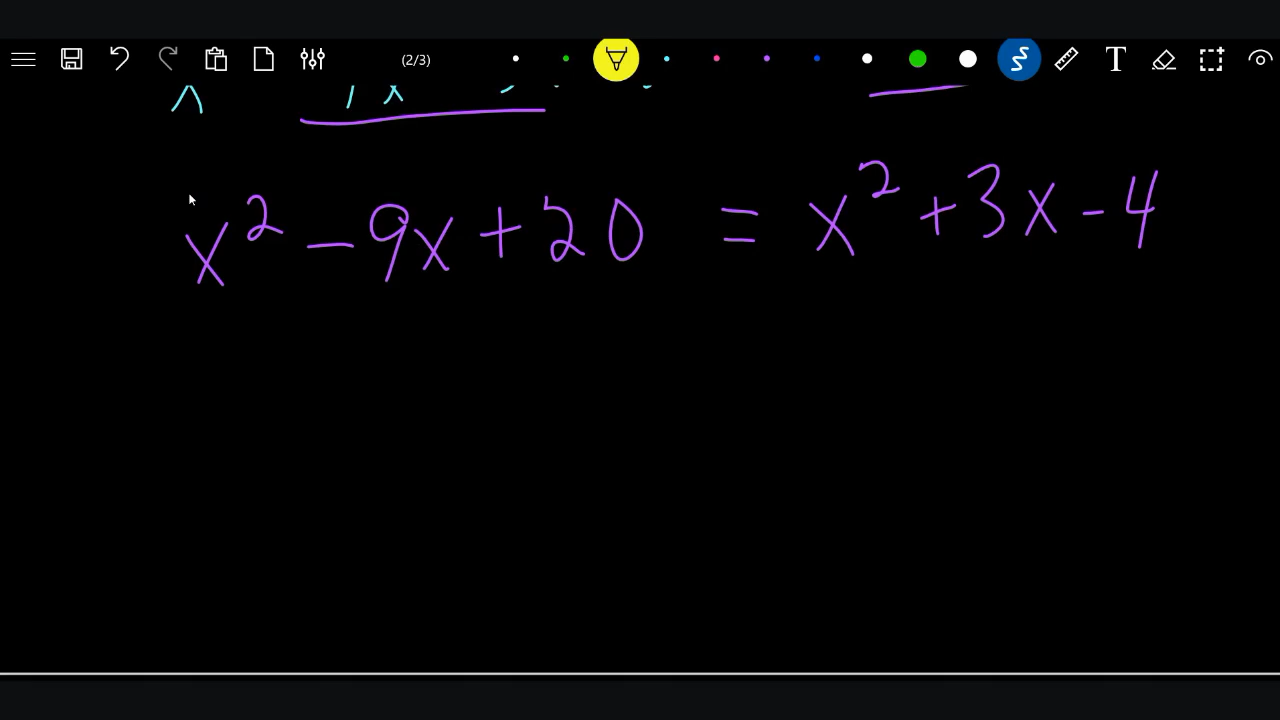 (2/3)
T
x² - 9x + 20 = x² + 3x - 4